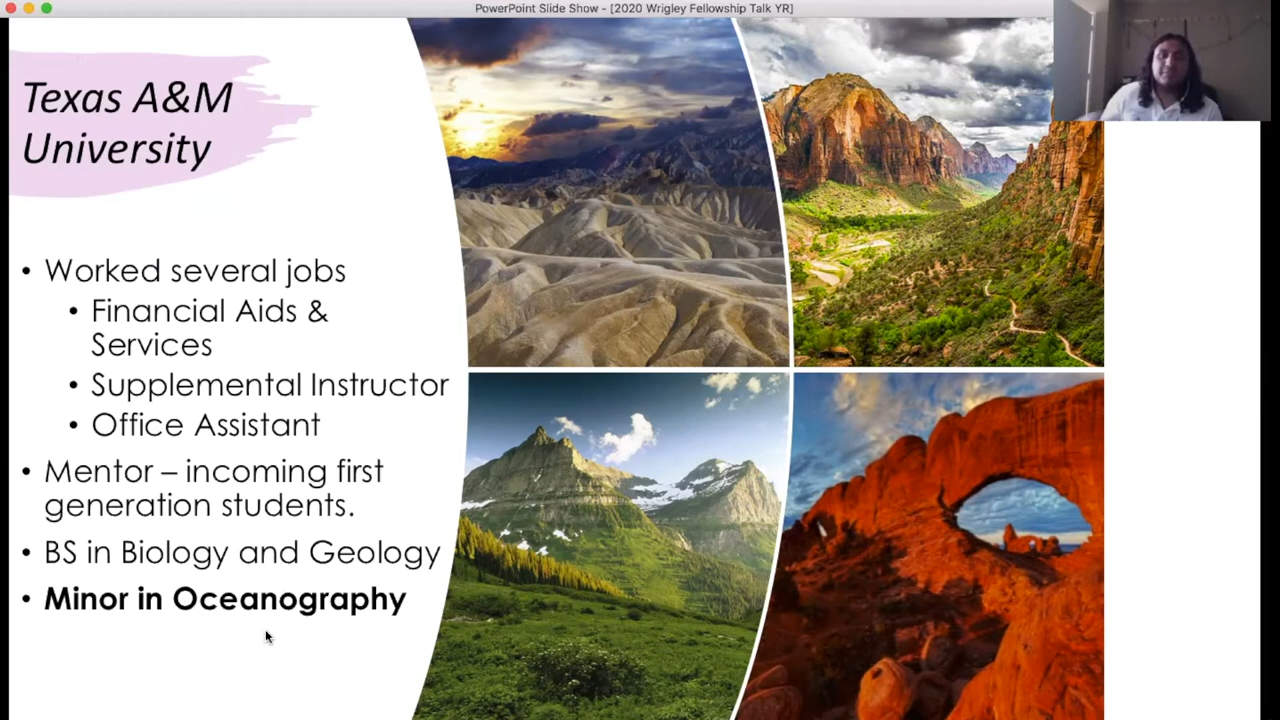 PowerPoint Slide Show - [2020 Wrigley Fellowship Talk YR]
Texas A&M
University
• Worked several jobs
• Financial Aids &
Services
• Supplemental Instructor
• Office Assistant
• Mentor – incoming first
generation students.
• BS in Biology and Geology
• Minor in Oceanography